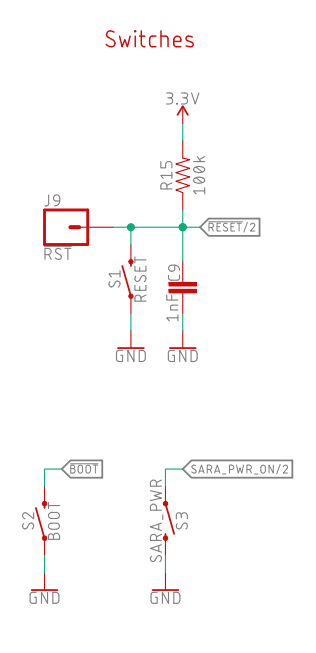 Switches
3.3V
R15
100k
J9
RST
RESET/2
S1
RESET
C9
1nF
GND
GND
BOOT
SARA_PWR_ON/2
S2
BOOT
SARA_PWR
S3
GND
GND